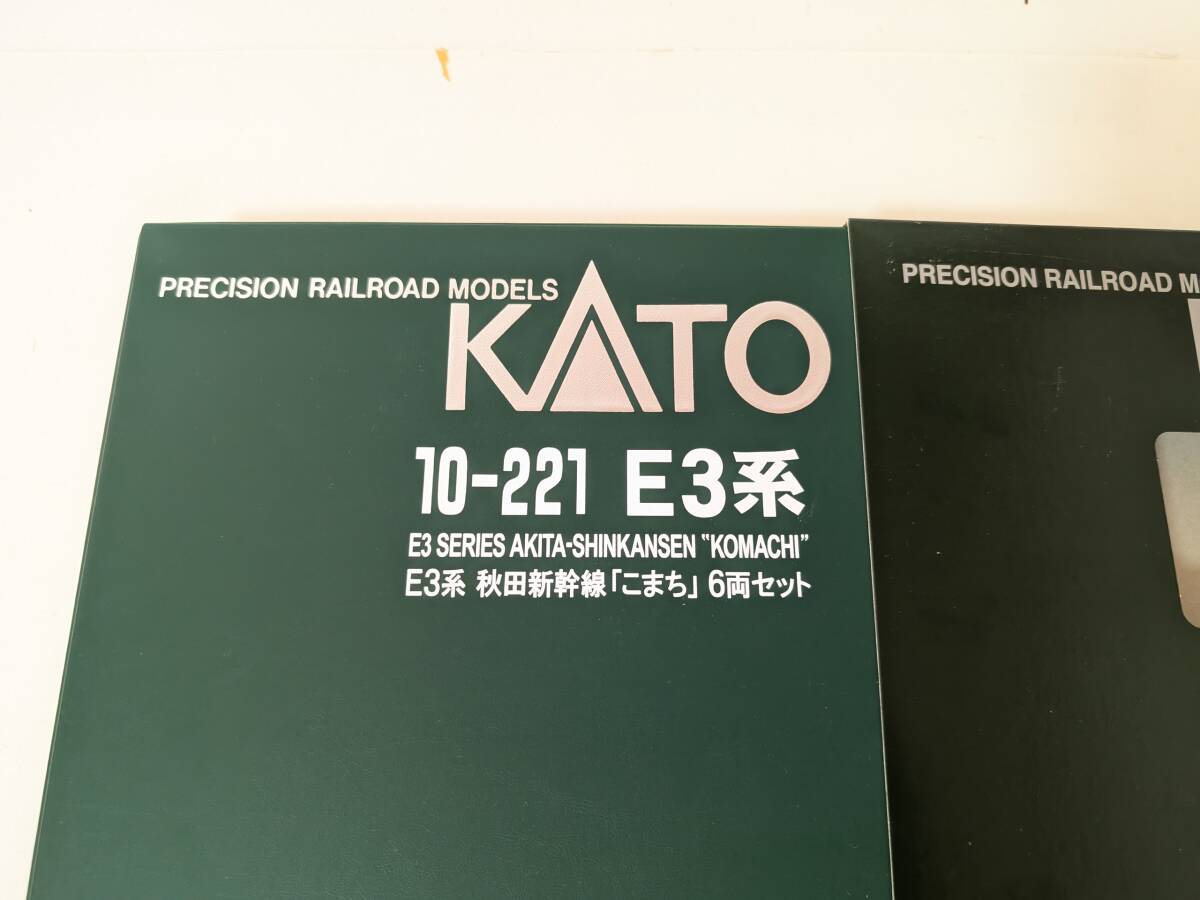 PRECISION RAILROAD MODELS
KATO
10-221 E3系
E3 SERIES AKITA-SHINKANSEN "KOMACHI"
E3系 秋田新幹線「こまち」 6両セット
PRECISION RAILROAD